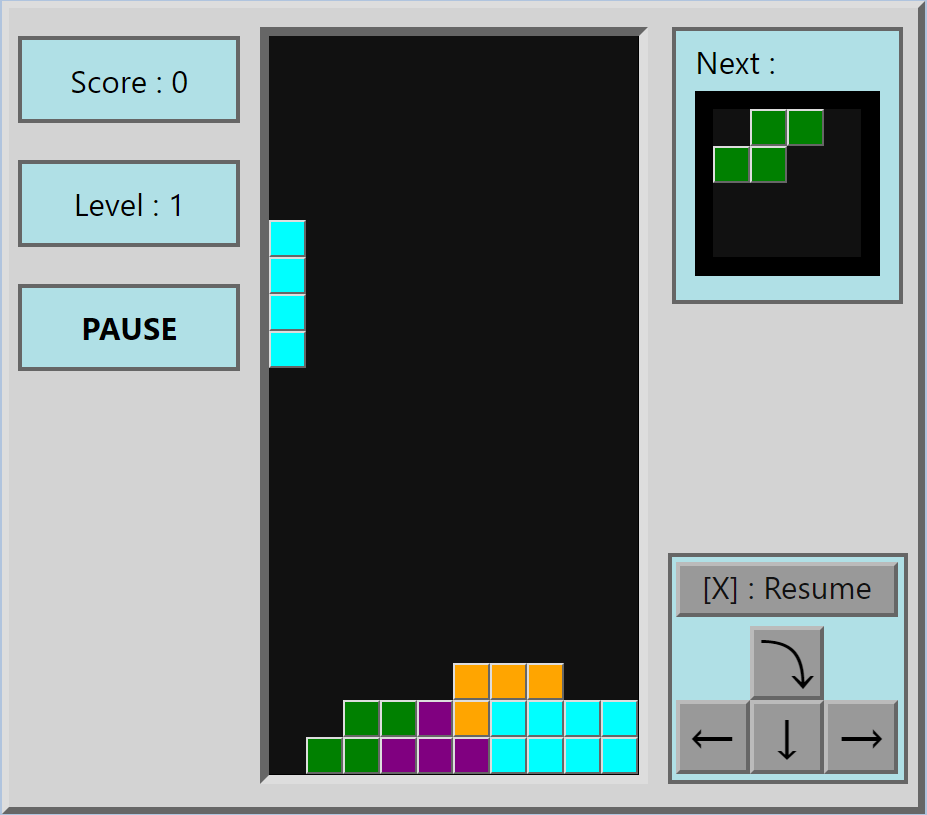 Score : 0
Level : 1
PAUSE
Next :
[X] : Resume